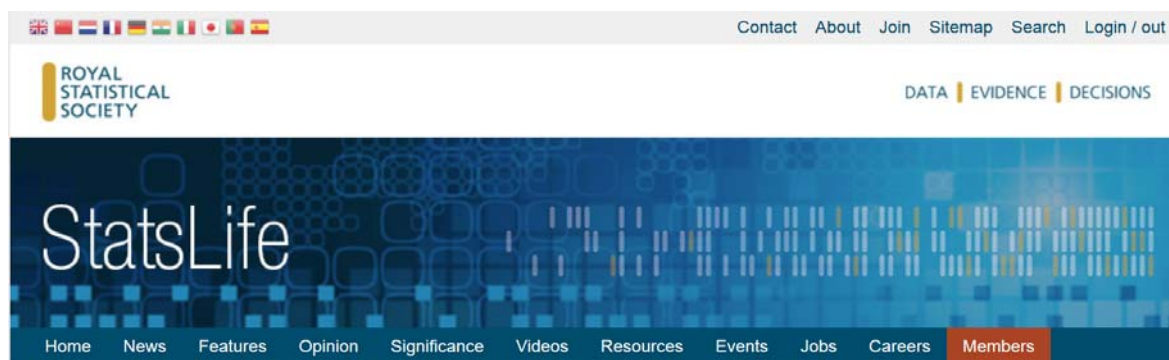 Contact About Join Sitemap Search Login / out
ROYAL
STATISTICAL
SOCIETY
DATA | EVIDENCE | DECISIONS
StatsLife
Home News Features Opinion Significance Videos Resources Events Jobs Careers Members